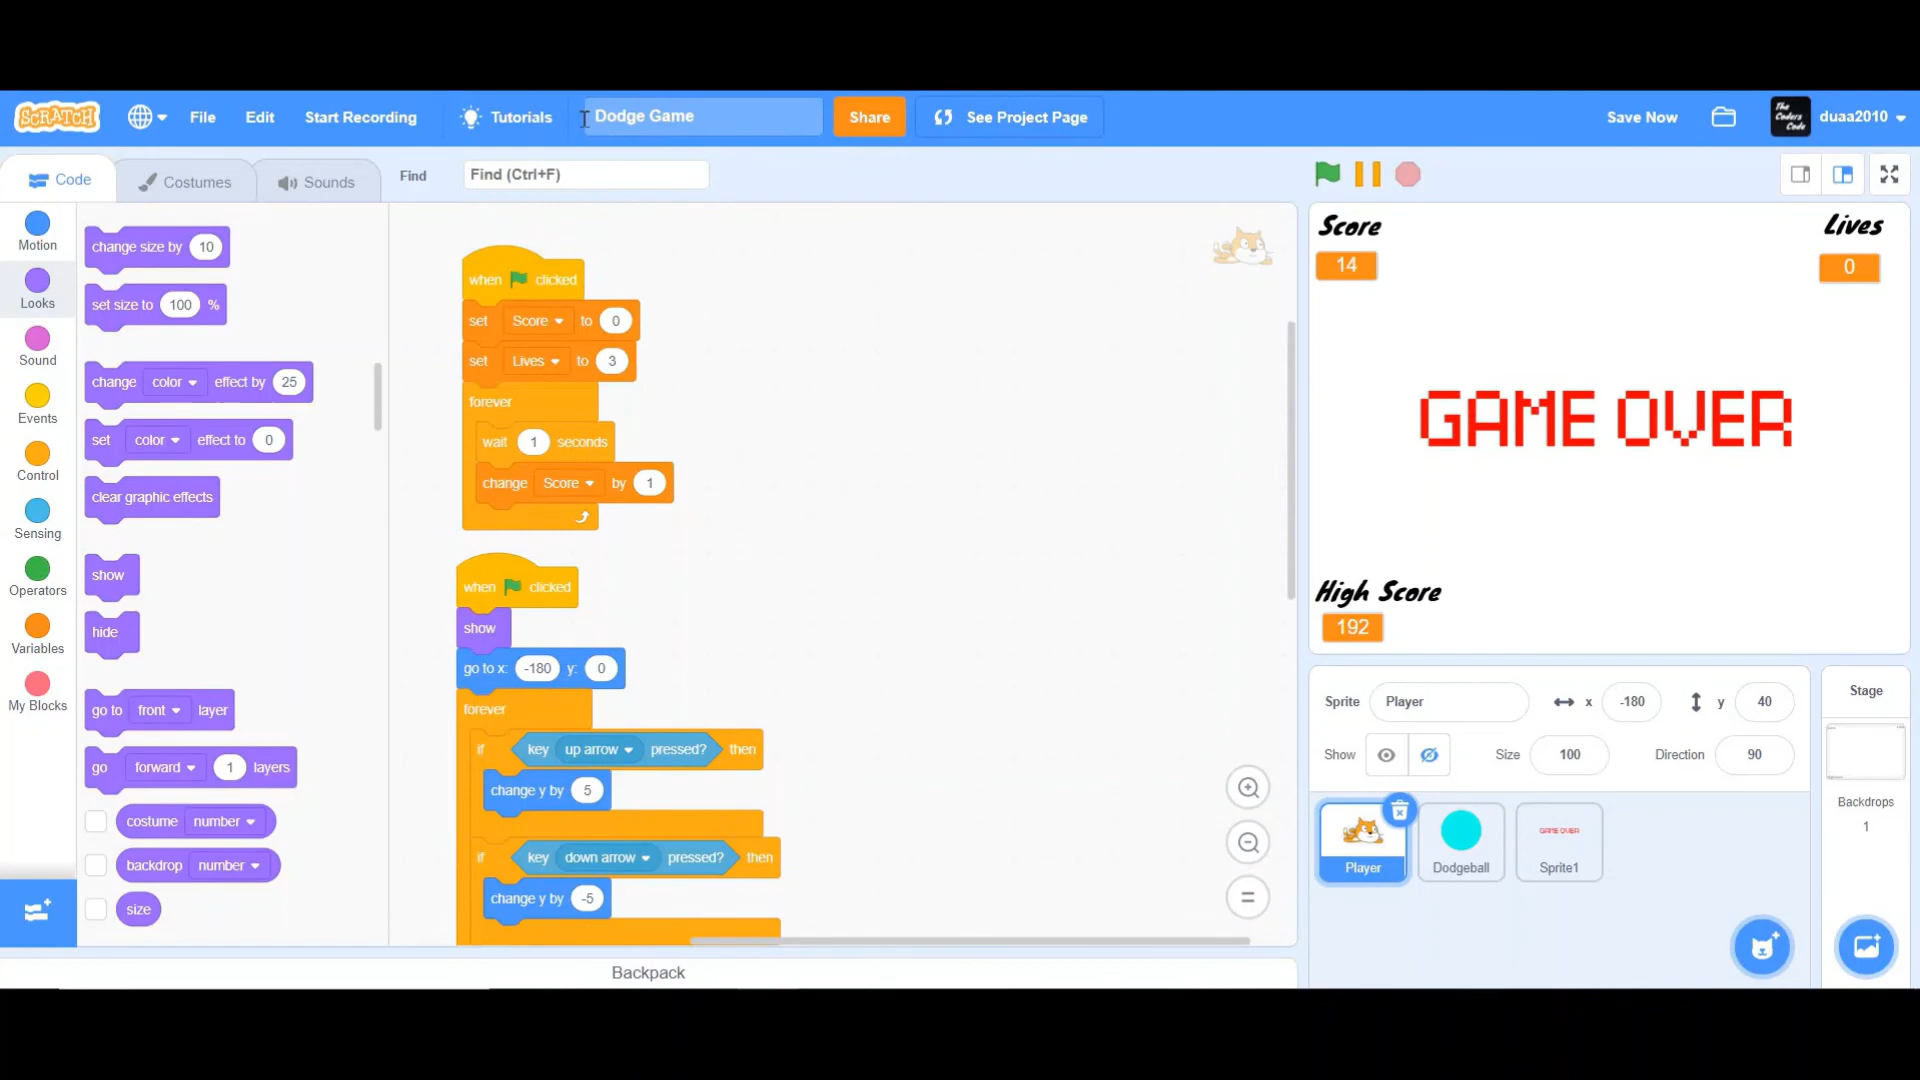 SCRATCH File Edit Start Recording Tutorials Dodge Game Share See Project Page Save Now The Coders Code duaa2010
Code Costumes Sounds Find Find (Ctrl+F)
Motion
Looks
Sound
Events
Control
Sensing
Operators
Variables
My Blocks
change size by 10
set size to 100 %
change color effect by 25
set color effect to 0
clear graphic effects
show
hide
go to front layer
go forward 1 layers
costume number
backdrop number
size
when clicked
set Score to 0
set Lives to 3
forever
wait 1 seconds
change Score by 1
when clicked
show
go to x: -180 y: 0
forever
if key up arrow pressed? then
change y by 5
if key down arrow pressed? then
change y by -5
Backpack
Score Lives
14 0
GAME OVER
High Score
192
Sprite Player x -180 y 40
Show Size 100 Direction 90
GAME OVER
Player Dodgeball Sprite1
Stage
Backdrops
1